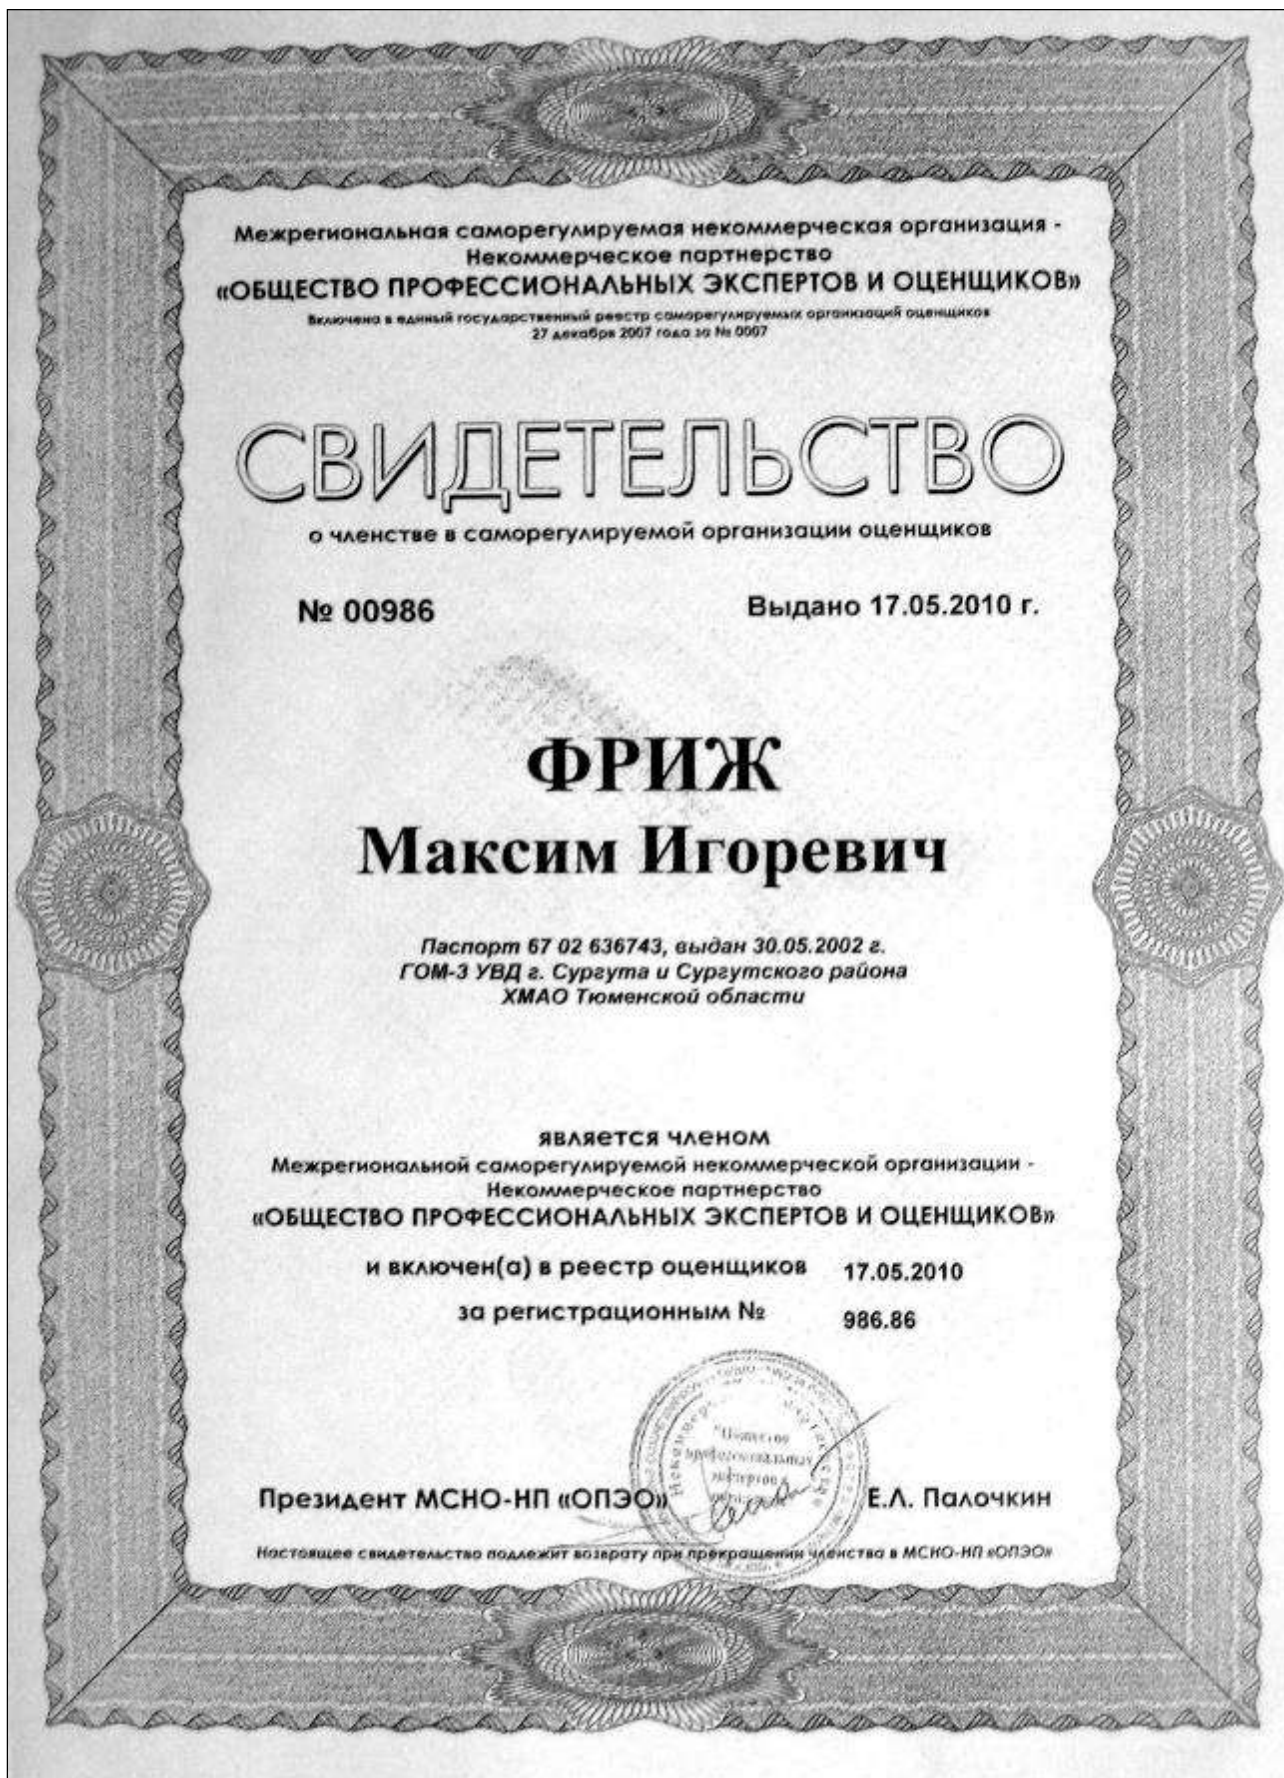 Межрегиональная саморегулируемая некоммерческая организация -
Некоммерческое партнерство
«ОБЩЕСТВО ПРОФЕССИОНАЛЬНЫХ ЭКСПЕРТОВ И ОЦЕНЩИКОВ»
Включена в единый государственный реестр саморегулируемых организаций оценщиков
27 декабря 2007 года за № 0007
СВИДЕТЕЛЬСТВО
о членстве в саморегулируемой организации оценщиков
№ 00986 Выдано 17.05.2010 г.
ФРИЖ
Максим Игоревич
Паспорт 67 02 636743, выдан 30.05.2002 г.
ГОМ-3 УВД г. Сургута и Сургутского района
ХМАО Тюменской области
является членом
Межрегиональной саморегулируемой некоммерческой организации -
Некоммерческое партнерство
«ОБЩЕСТВО ПРОФЕССИОНАЛЬНЫХ ЭКСПЕРТОВ И ОЦЕНЩИКОВ»
и включен(а) в реестр оценщиков 17.05.2010
за регистрационным № 986.86
Президент МСНО-НП «ОПЭО» Е.Л. Палочкин
Настоящее свидетельство подлежит возврату при прекращении членства в МСНО-НП «ОПЭО»